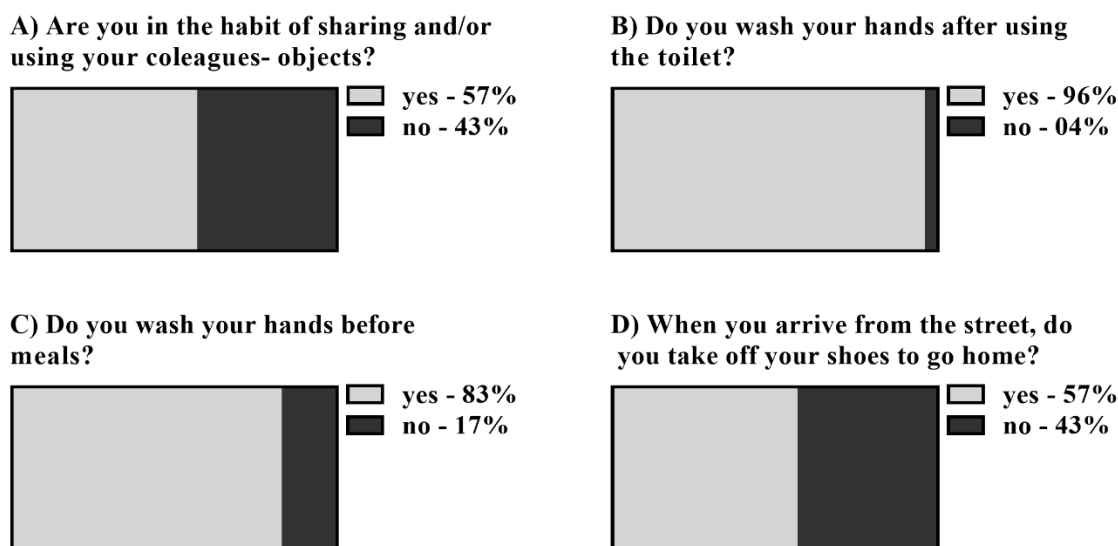 A) Are you in the habit of sharing and/or
using your coleagues- objects?
yes - 57%
no - 43%
B) Do you wash your hands after using
the toilet?
yes - 96%
no - 04%
C) Do you wash your hands before
meals?
yes - 83%
no - 17%
D) When you arrive from the street, do
you take off your shoes to go home?
yes - 57%
no - 43%